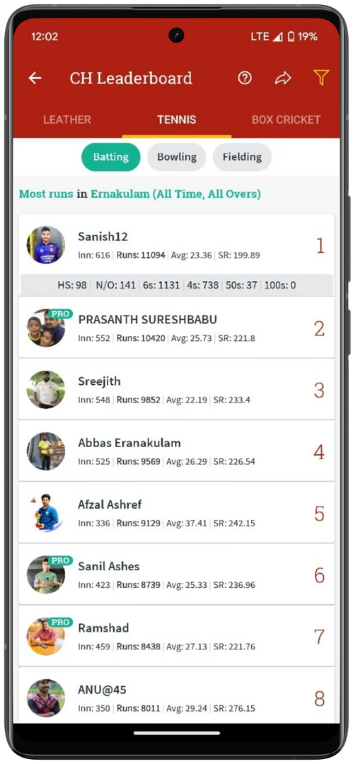 12:02 LTE 19%
CH Leaderboard
LEATHER TENNIS BOX CRICKET
Batting Bowling Fielding
Most runs in Ernakulam (All Time, All Overs)
Sanish12 1
Inn: 616 Runs: 11094 Avg: 23.36 SR: 199.89
HS: 98 N/O: 141 6s: 1131 4s: 738 50s: 37 100s: 0
PRO PRASANTH SURESHBABU 2
Inn: 552 Runs: 10420 Avg: 25.73 SR: 221.8
Sreejith 3
Inn: 548 Runs: 9852 Avg: 22.19 SR: 233.4
Abbas Eranakulam 4
Inn: 525 Runs: 9569 Avg: 26.29 SR: 226.54
Afzal Ashref 5
Inn: 336 Runs: 9129 Avg: 37.41 SR: 242.15
PRO Sanil Ashes 6
Inn: 423 Runs: 8739 Avg: 25.33 SR: 236.96
PRO Ramshad 7
Inn: 459 Runs: 8438 Avg: 27.13 SR: 221.76
ANU@45 8
Inn: 350 Runs: 8011 Avg: 29.24 SR: 276.15